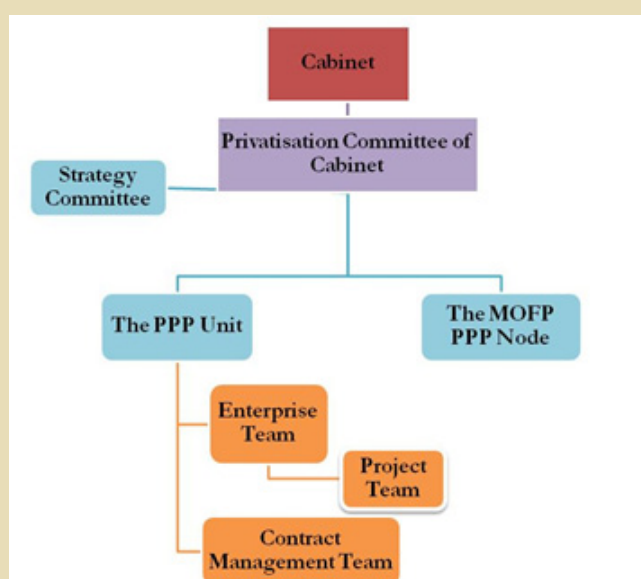 Cabinet
Privatisation Committee of
Cabinet
Strategy
Committee
The PPP Unit
The MOFP
PPP Node
Enterprise
Team
Project
Team
Contract
Management Team